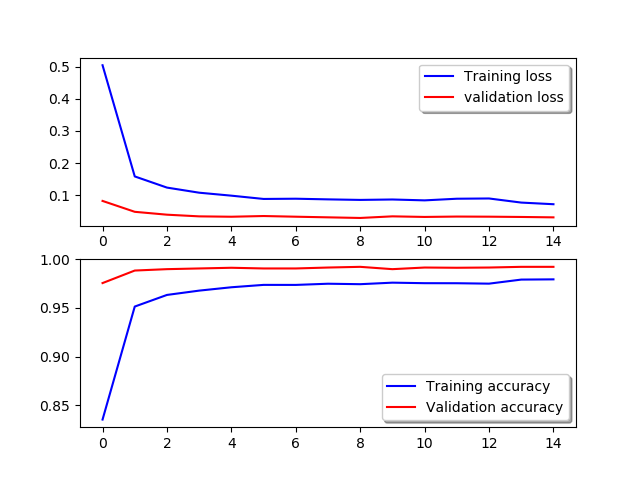 0.5
0.4
0.3
0.2
0.1
Training loss
validation loss
0 2 4 6 8 10 12 14
1.00
0.95
0.90
0.85
Training accuracy
Validation accuracy
0 2 4 6 8 10 12 14